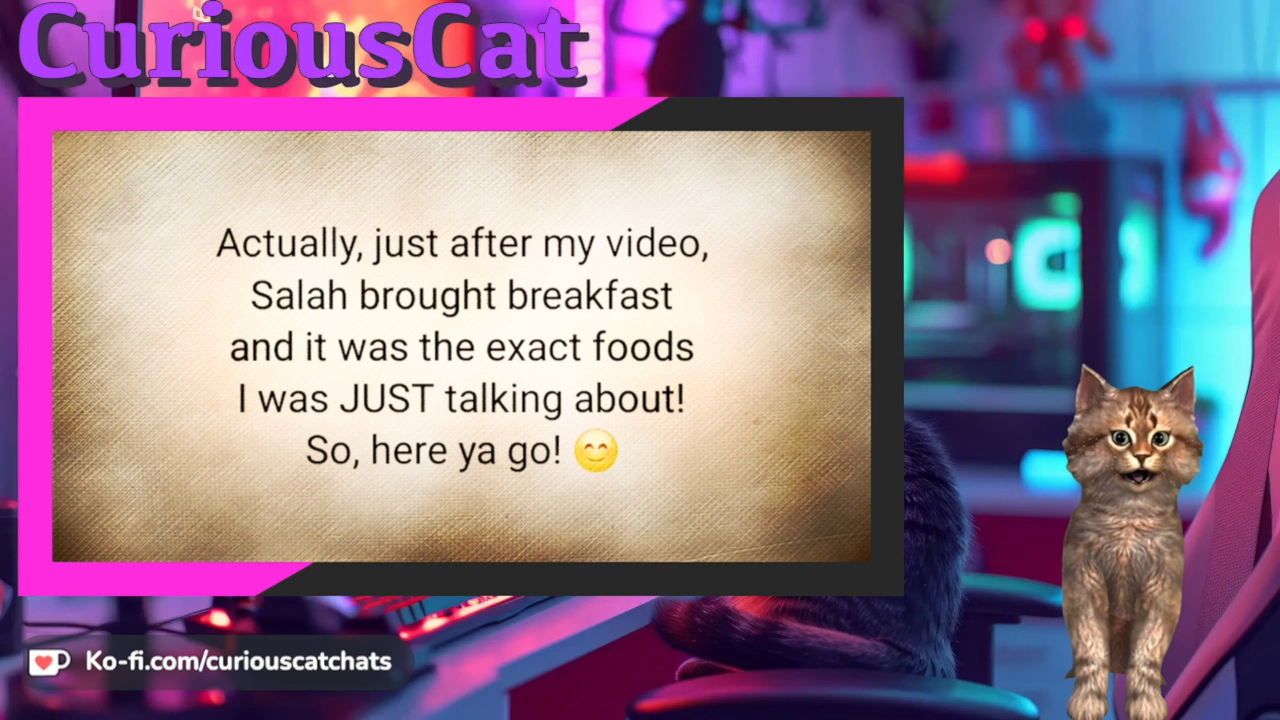 CuriousCat
Actually, just after my video,
Salah brought breakfast
and it was the exact foods
I was JUST talking about!
So, here ya go! 😊
Ko-fi.com/curiouscatchats